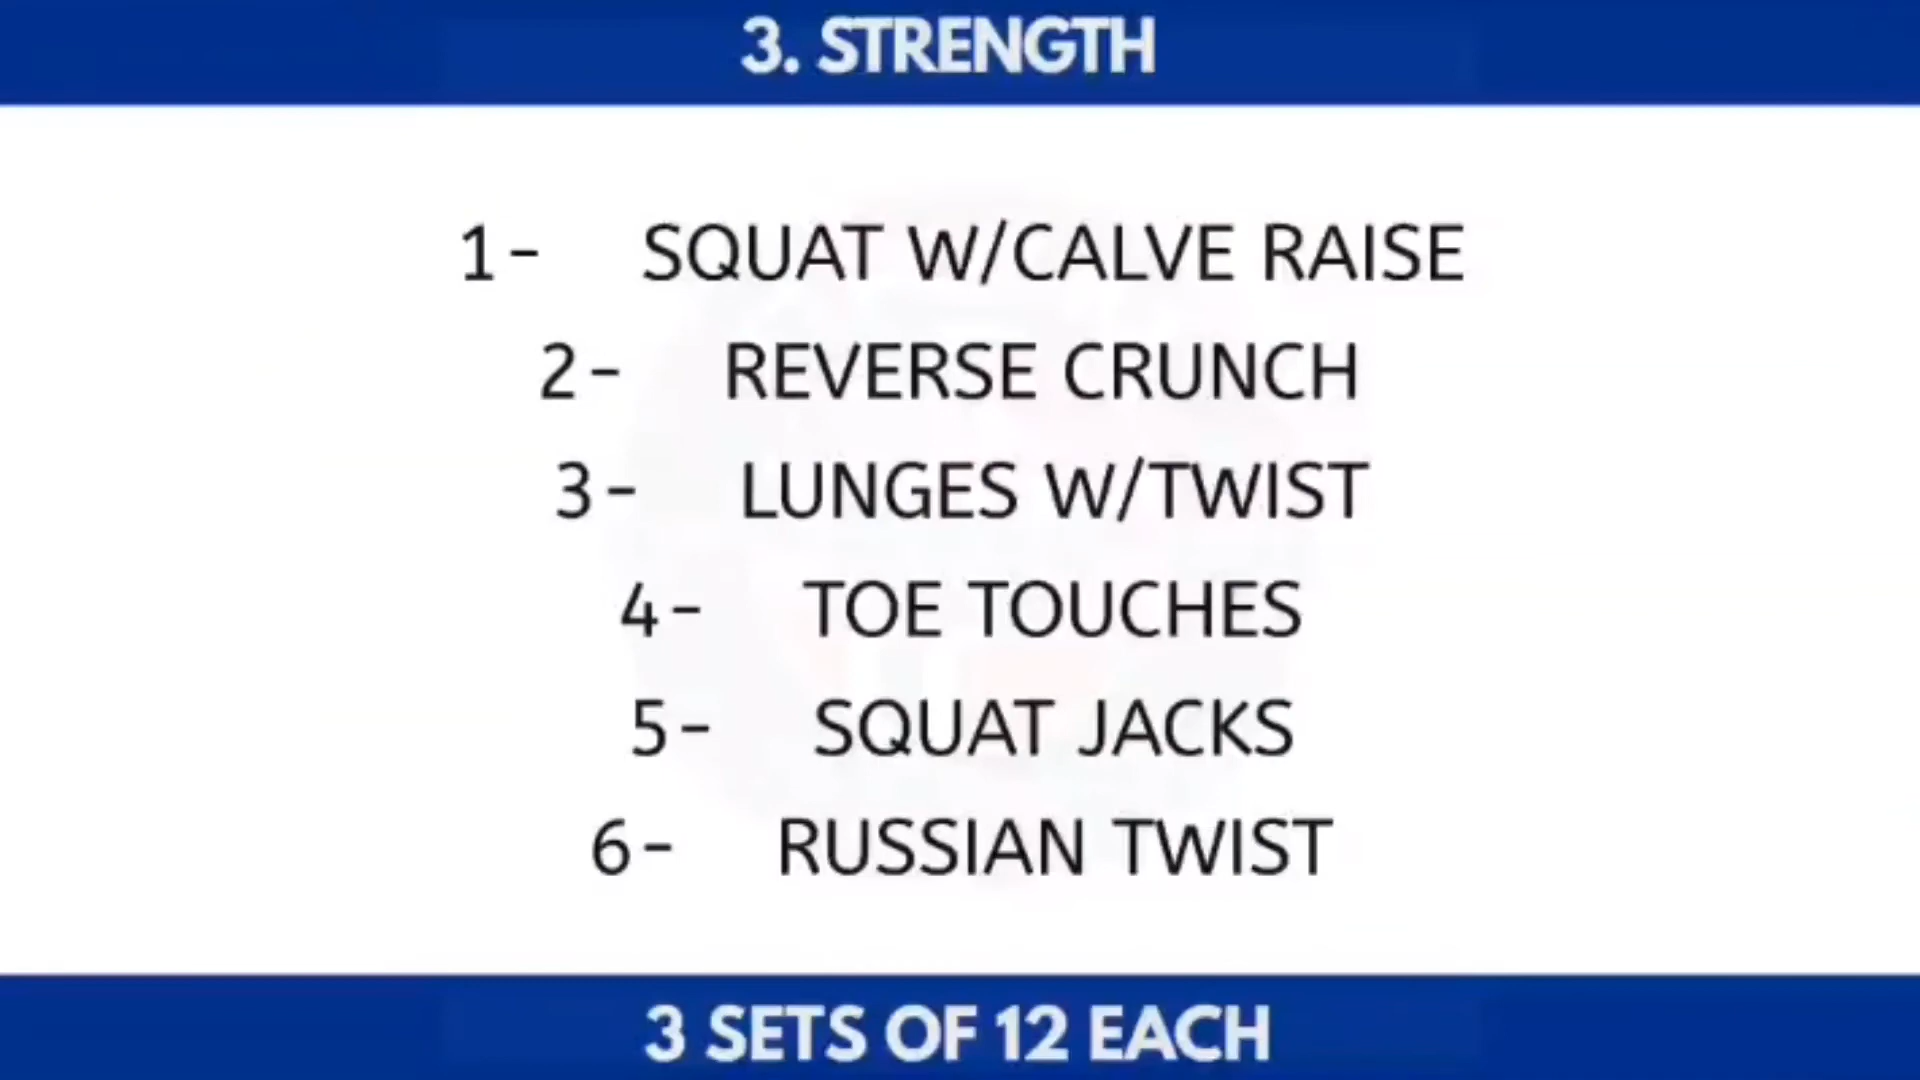 3. STRENGTH
1- SQUAT W/CALVE RAISE
2- REVERSE CRUNCH
3- LUNGES W/TWIST
4- TOE TOUCHES
5- SQUAT JACKS
6- RUSSIAN TWIST
3 SETS OF 12 EACH